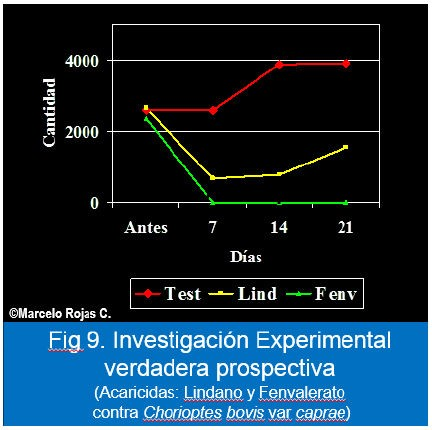 Cantidad
4000
2000
0
Antes 7 14 21
Días
Test Lind Fenv
©Marcelo Rojas C.
Fig 9. Investigación Experimental
verdadera prospectiva
(Acaricidas: Lindano y Fenvalerato
contra Chorioptes bovis var caprae)